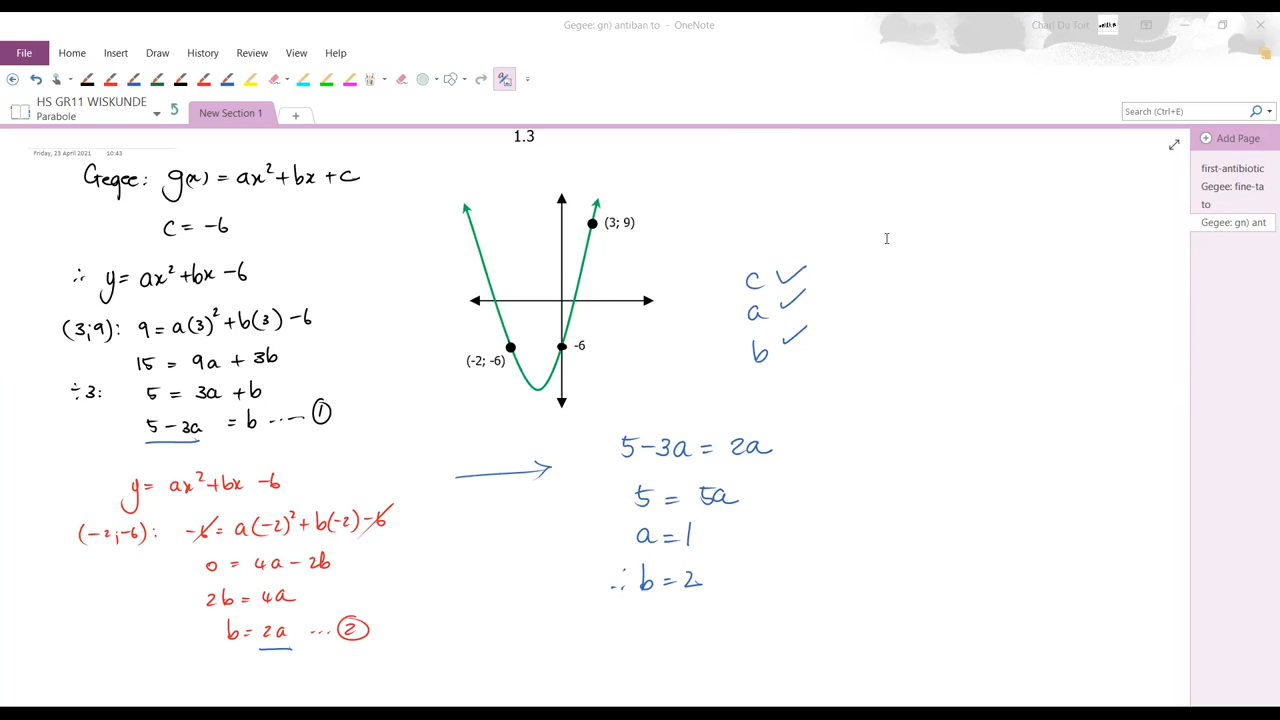 Gegee: gn) antiban to - OneNote
Charl Du Toit
File Home Insert Draw History Review View Help
HS GR11 WISKUNDE
Parabole
New Section 1
Search (Ctrl+E)
Add Page
first-antibiotic
Gegee: fine-ta
to
Gegee: gn) ant
Friday, 23 April 2021 10:43
1.3
Gegee: g(x) = ax² + bx + c
c = -6
∴ y = ax² + bx - 6
(3;9): 9 = a(3)² + b(3) - 6
15 = 9a + 3b
÷3: 5 = 3a + b
5 - 3a = b ...... ①
y = ax² + bx - 6
(-2;-6): -6 = a(-2)² + b(-2) - 6
0 = 4a - 2b
2b = 4a
b = 2a ... ②
(3; 9)
-6
(-2; -6)
c ✓
a ✓
b ✓
5 - 3a = 2a
5 = 5a
a = 1
∴ b = 2